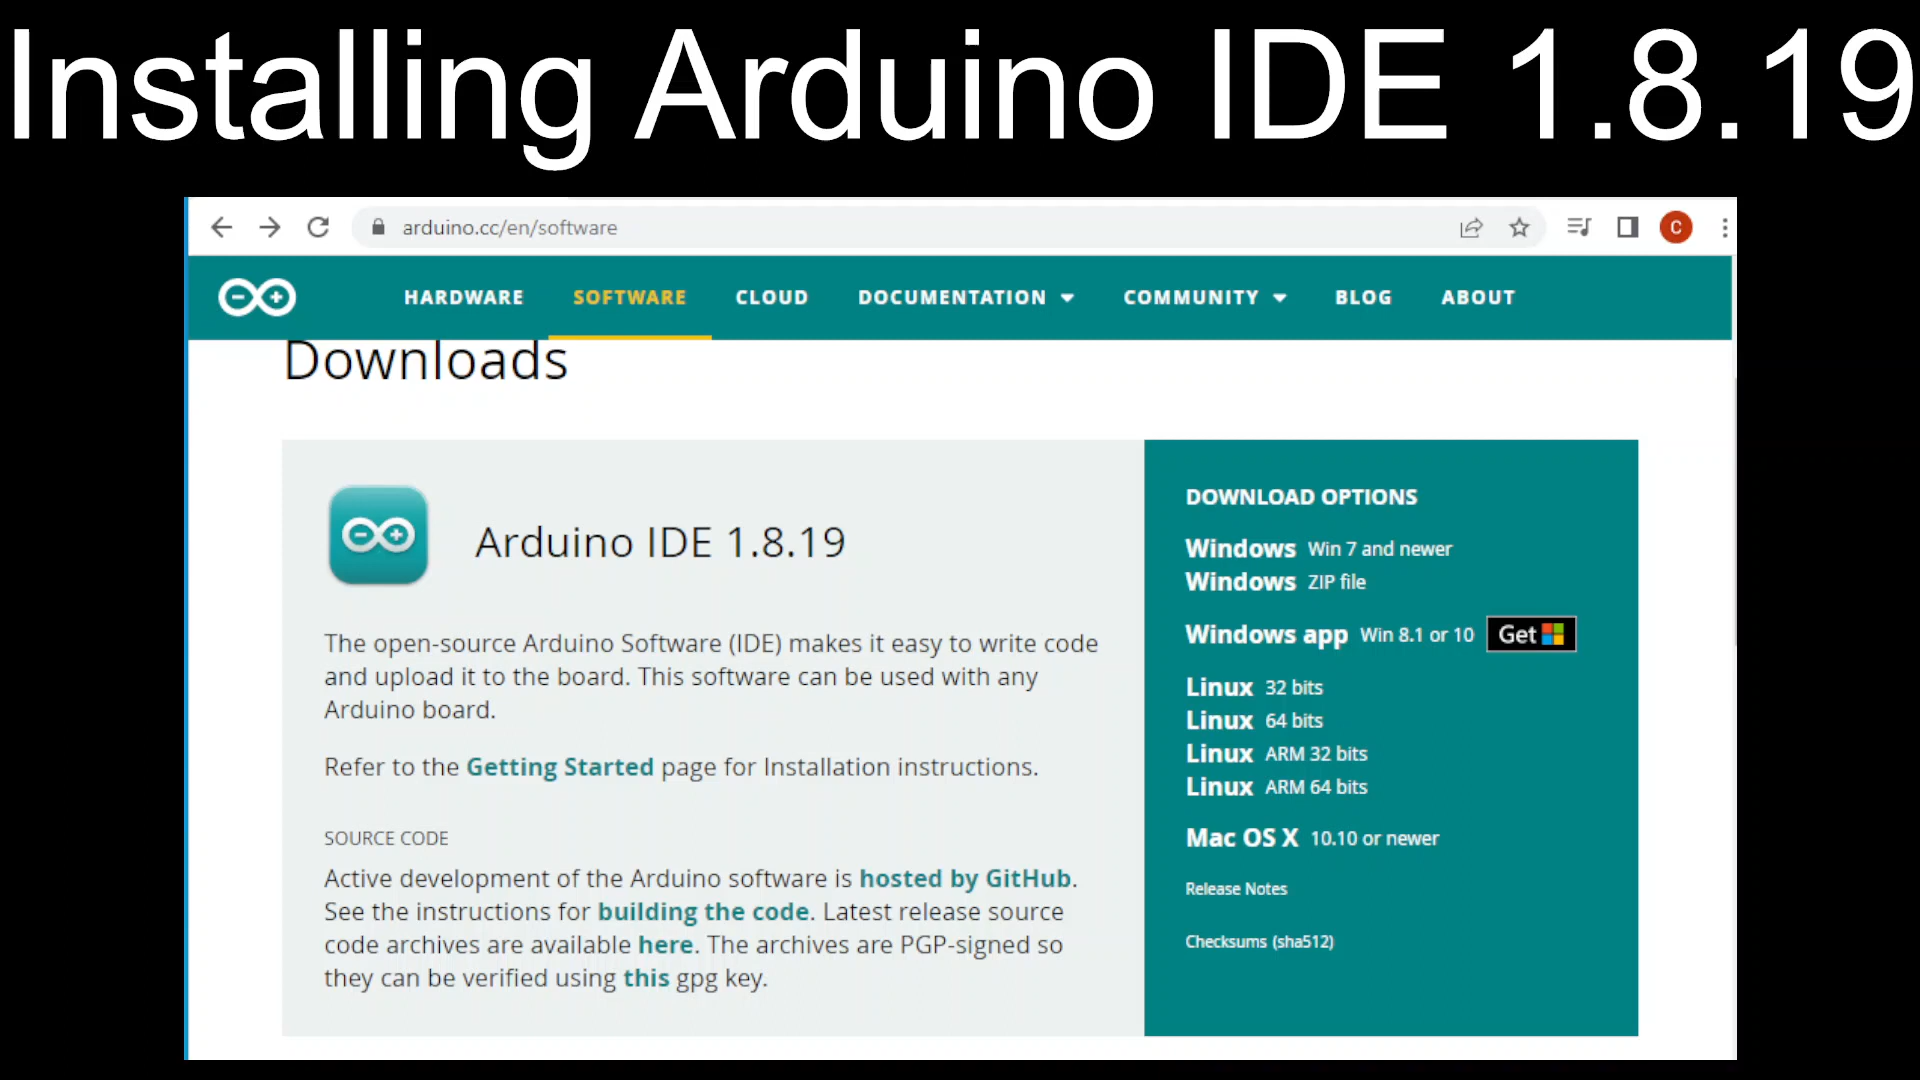 Installing Arduino IDE 1.8.19
arduino.cc/en/software
C
HARDWARE SOFTWARE CLOUD DOCUMENTATION COMMUNITY BLOG ABOUT
Downloads
Arduino IDE 1.8.19
The open-source Arduino Software (IDE) makes it easy to write code
and upload it to the board. This software can be used with any
Arduino board.
Refer to the Getting Started page for Installation instructions.
SOURCE CODE
Active development of the Arduino software is hosted by GitHub.
See the instructions for building the code. Latest release source
code archives are available here. The archives are PGP-signed so
they can be verified using this gpg key.
DOWNLOAD OPTIONS
Windows Win 7 and newer
Windows ZIP file
Windows app Win 8.1 or 10 Get
Linux 32 bits
Linux 64 bits
Linux ARM 32 bits
Linux ARM 64 bits
Mac OS X 10.10 or newer
Release Notes
Checksums (sha512)